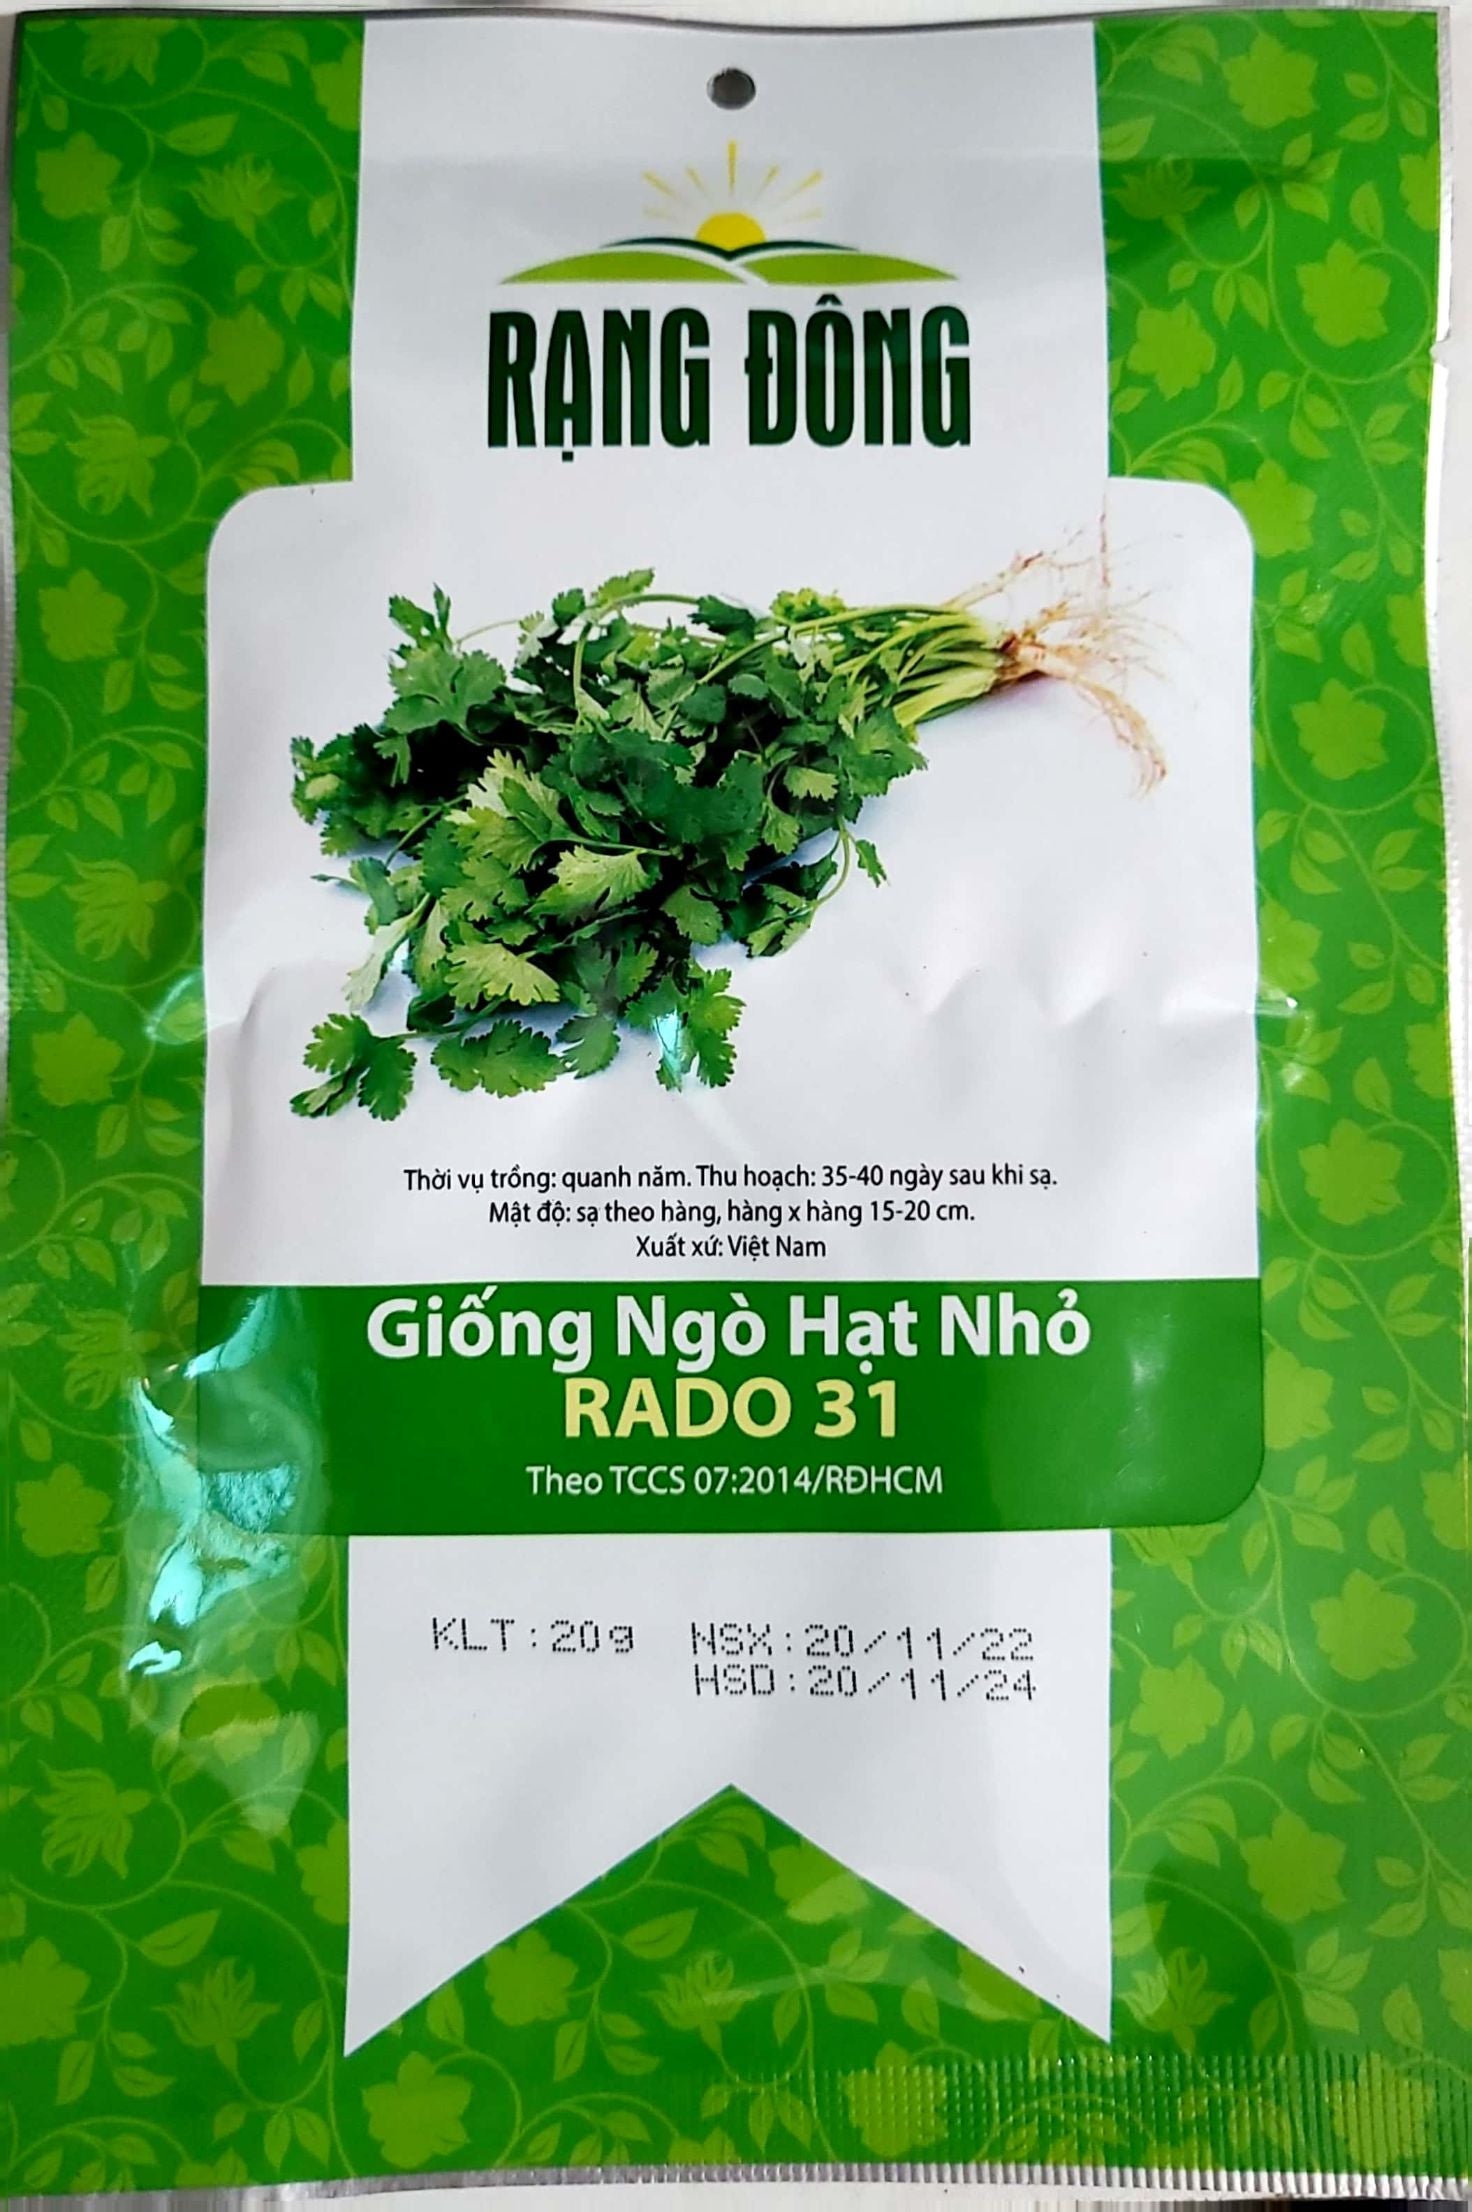 RẠNG ĐÔNG
Thời vụ trồng: quanh năm. Thu hoạch: 35-40 ngày sau khi sạ.
Mật độ: sạ theo hàng, hàng x hàng 15-20 cm.
Xuất xứ: Việt Nam
Giống Ngò Hạt Nhỏ
RADO 31
Theo TCCS 07:2014/RĐHCM
KLT:20g NSX:20/11/22
HSD:20/11/24